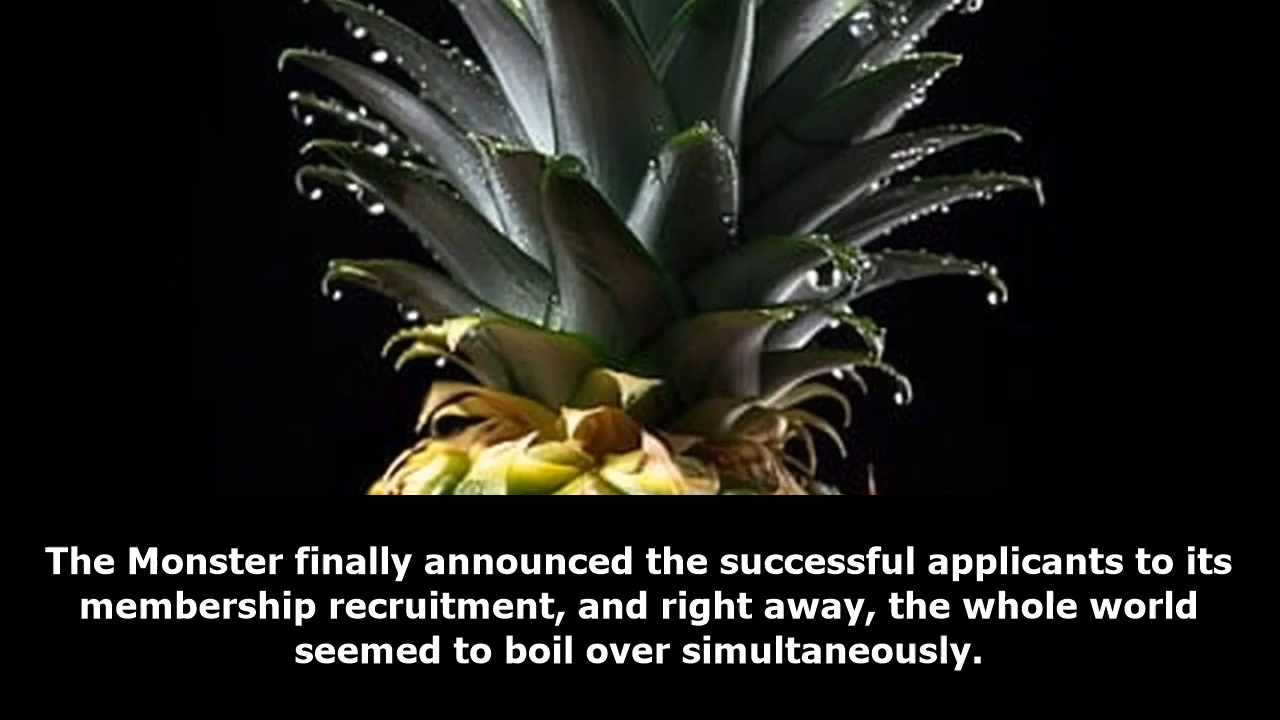 The Monster finally announced the successful applicants to its
membership recruitment, and right away, the whole world
seemed to boil over simultaneously.